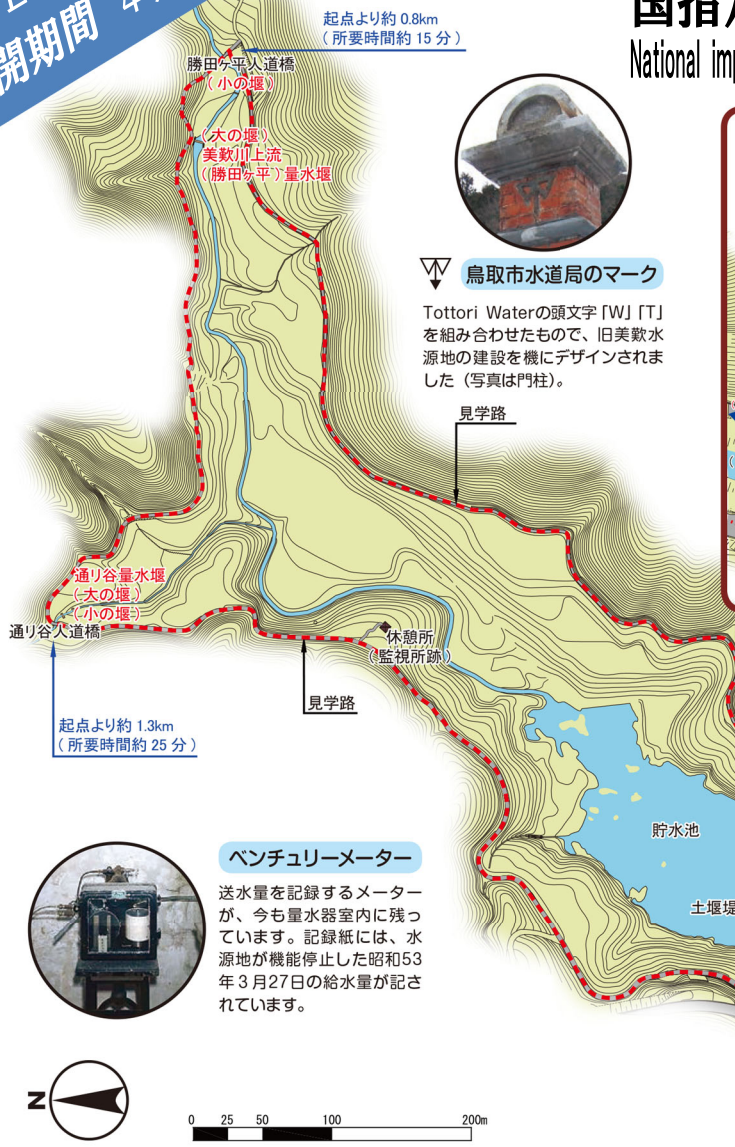 開期間
国指
National imp
起点より約 0.8km
（所要時間約 15 分）
勝田ヶ平人道橋
（小の堰）
（大の堰）
美歎川上流
（勝田ヶ平）量水堰
鳥取市水道局のマーク
Tottori Waterの頭文字「W」「T」
を組み合わせたもので、旧美歎水
源地の建設を機にデザインされま
した（写真は門柱）。
見学路
通り谷量水堰
（大の堰）
（小の堰）
通り谷人道橋
休憩所
（監視所跡）
見学路
起点より約 1.3km
（所要時間約 25 分）
貯水池
土堰堤
ベンチュリーメーター
送水量を記録するメーター
が、今も量水器室内に残っ
ています。記録紙には、水
源地が機能停止した昭和53
年３月27日の給水量が記さ
れています。
N
0 25 50 100 200m